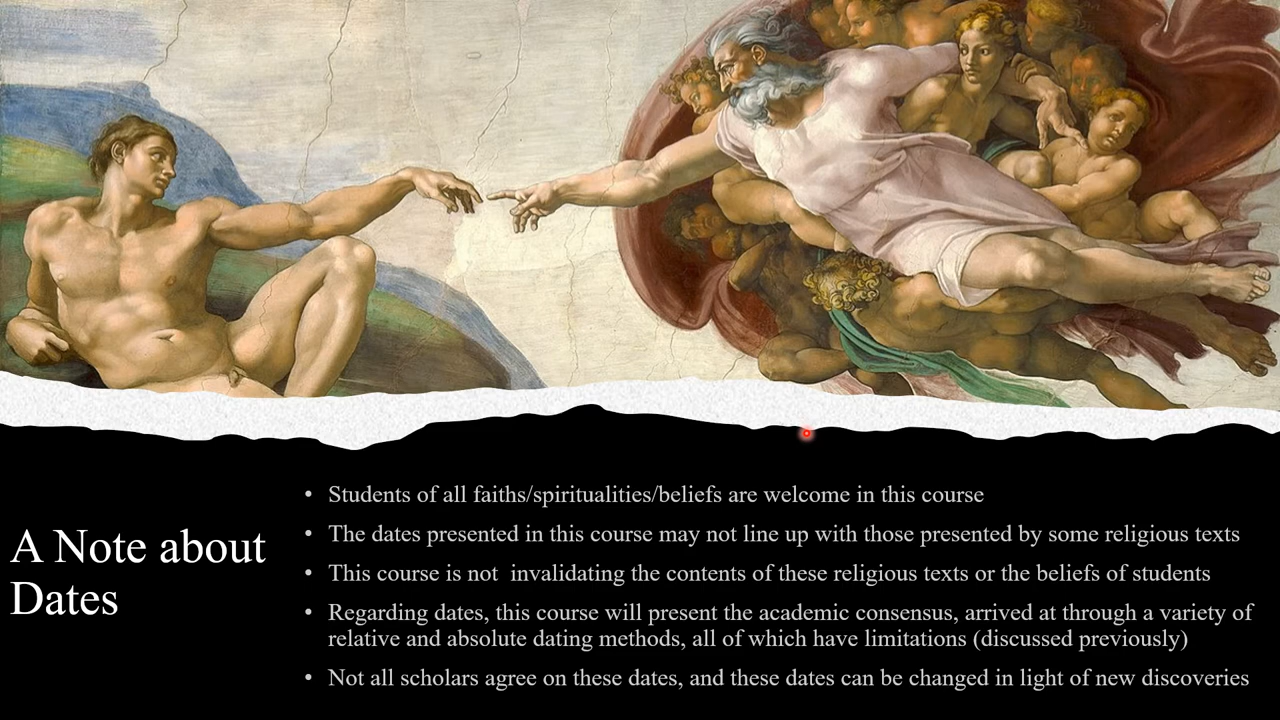 A Note about
Dates
• Students of all faiths/spiritualities/beliefs are welcome in this course
• The dates presented in this course may not line up with those presented by some religious texts
• This course is not  invalidating the contents of these religious texts or the beliefs of students
• Regarding dates, this course will present the academic consensus, arrived at through a variety of
relative and absolute dating methods, all of which have limitations (discussed previously)
• Not all scholars agree on these dates, and these dates can be changed in light of new discoveries